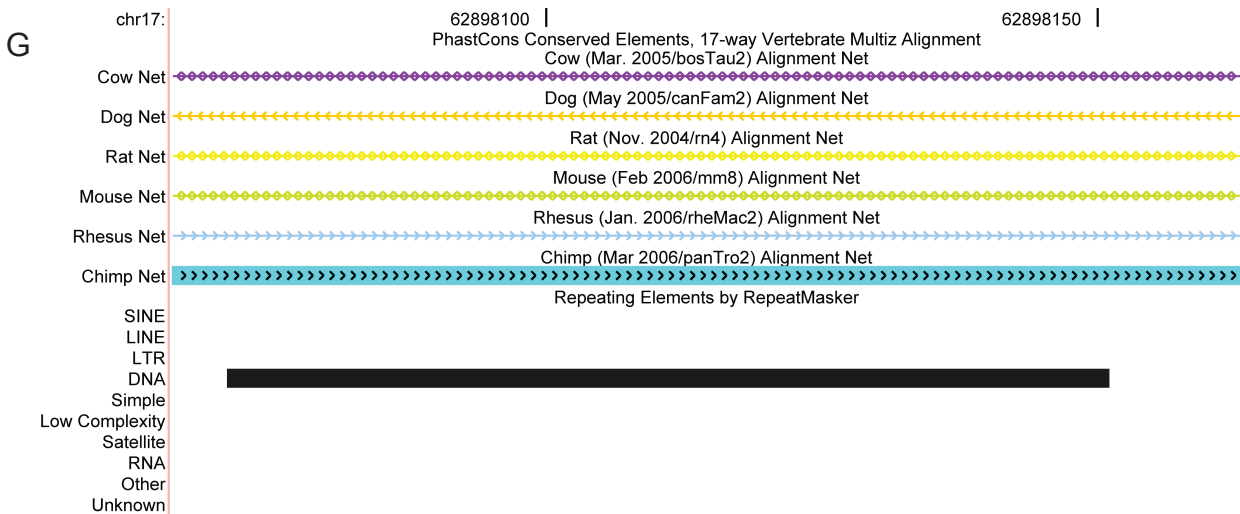 G
chr17: 62898100 62898150
PhastCons Conserved Elements, 17-way Vertebrate Multiz Alignment
Cow (Mar. 2005/bosTau2) Alignment Net
Cow Net
Dog (May 2005/canFam2) Alignment Net
Dog Net
Rat (Nov. 2004/rn4) Alignment Net
Rat Net
Mouse (Feb 2006/mm8) Alignment Net
Mouse Net
Rhesus (Jan. 2006/rheMac2) Alignment Net
Rhesus Net
Chimp (Mar 2006/panTro2) Alignment Net
Chimp Net
Repeating Elements by RepeatMasker
SINE
LINE
LTR
DNA
Simple
Low Complexity
Satellite
RNA
Other
Unknown